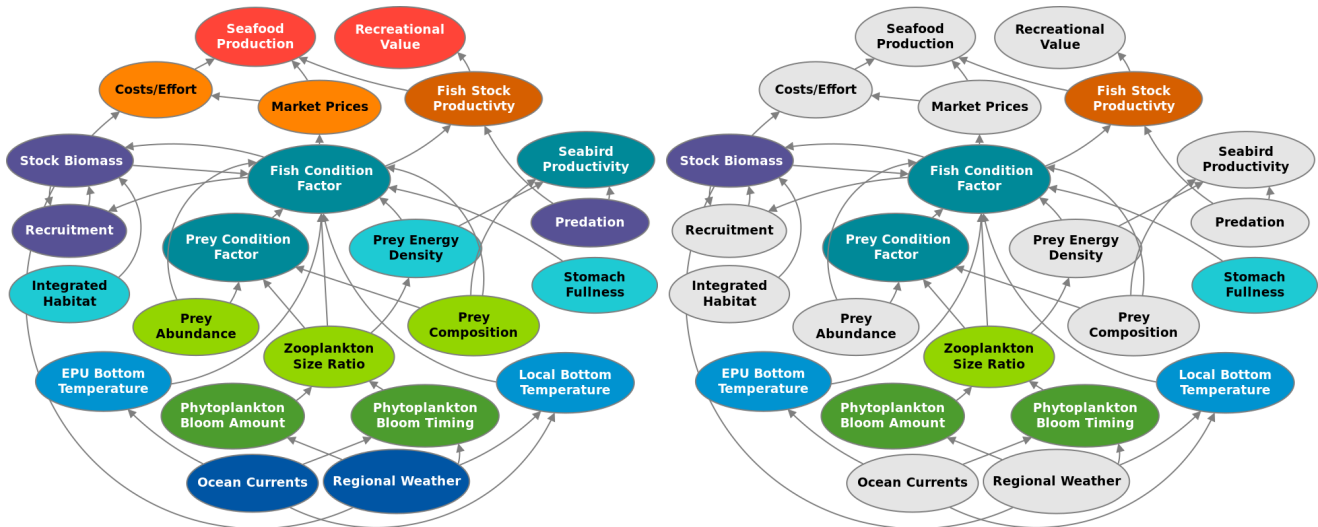 Seafood
Production
Recreational
Value
Costs/Effort
Market Prices
Fish Stock
Productivty
Stock Biomass
Fish Condition
Factor
Seabird
Productivity
Recruitment
Predation
Prey Condition
Factor
Prey Energy
Density
Integrated
Habitat
Stomach
Fullness
Prey
Abundance
Prey
Composition
Zooplankton
Size Ratio
EPU Bottom
Temperature
Local Bottom
Temperature
Phytoplankton
Bloom Amount
Phytoplankton
Bloom Timing
Ocean Currents
Regional Weather
Seafood
Production
Recreational
Value
Costs/Effort
Market Prices
Fish Stock
Productivty
Stock Biomass
Fish Condition
Factor
Seabird
Productivity
Recruitment
Predation
Prey Condition
Factor
Prey Energy
Density
Integrated
Habitat
Stomach
Fullness
Prey
Abundance
Prey
Composition
Zooplankton
Size Ratio
EPU Bottom
Temperature
Local Bottom
Temperature
Phytoplankton
Bloom Amount
Phytoplankton
Bloom Timing
Ocean Currents
Regional Weather